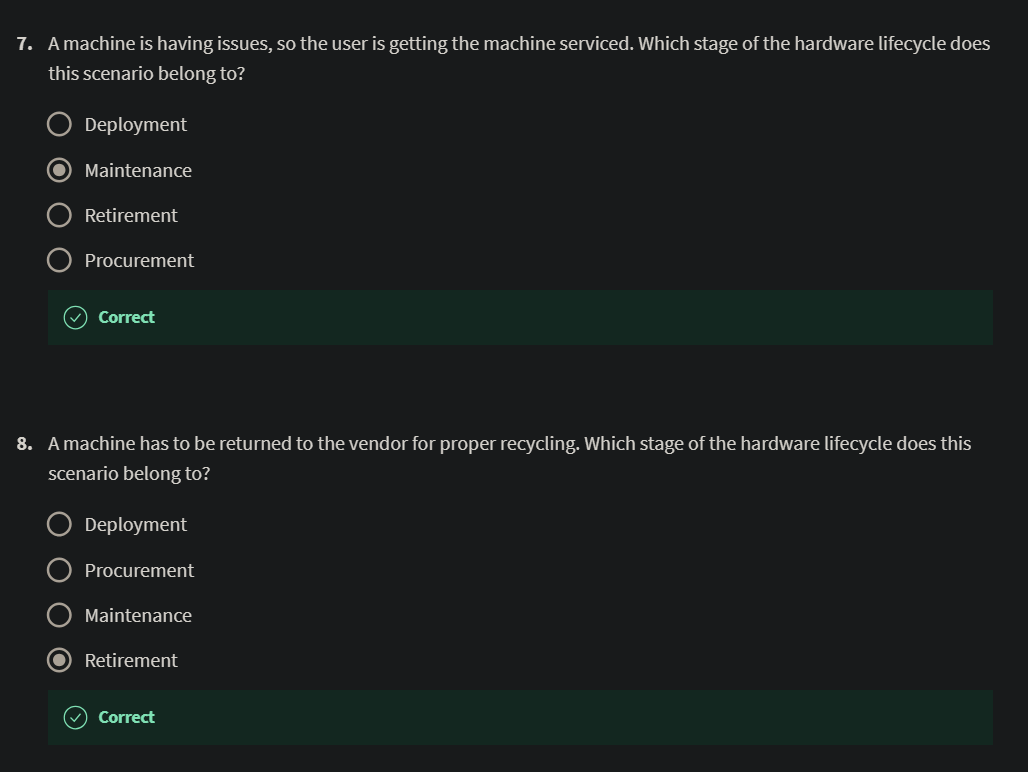 7. A machine is having issues, so the user is getting the machine serviced. Which stage of the hardware lifecycle does
this scenario belong to?
Deployment
Maintenance
Retirement
Procurement
Correct
8. A machine has to be returned to the vendor for proper recycling. Which stage of the hardware lifecycle does this
scenario belong to?
Deployment
Procurement
Maintenance
Retirement
Correct